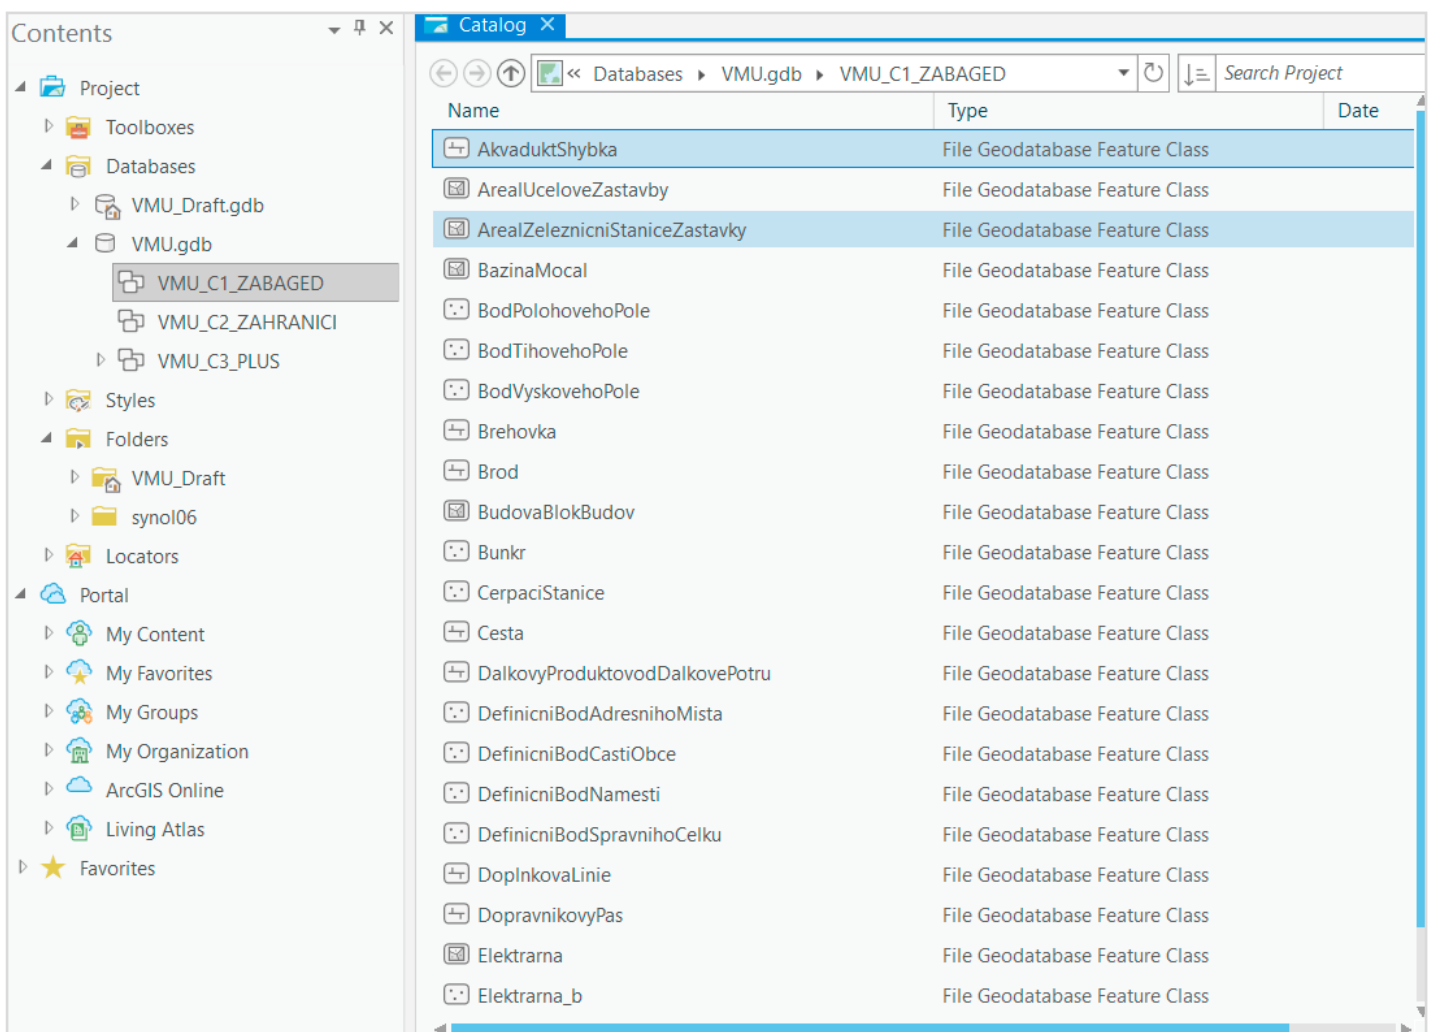 Contents
Project
Toolboxes
Databases
VMU_Draft.gdb
VMU.gdb
VMU_C1_ZABAGED
VMU_C2_ZAHRANICI
VMU_C3_PLUS
Styles
Folders
VMU_Draft
synol06
Locators
Portal
My Content
My Favorites
My Groups
My Organization
ArcGIS Online
Living Atlas
Favorites
Catalog
Databases VMU.gdb VMU_C1_ZABAGED Search Project
Name Type Date
AkvaduktShybka File Geodatabase Feature Class
ArealUceloveZastavby File Geodatabase Feature Class
ArealZeleznicniStaniceZastavky File Geodatabase Feature Class
BazinaMocal File Geodatabase Feature Class
BodPolohovehoPole File Geodatabase Feature Class
BodTihovehoPole File Geodatabase Feature Class
BodVyskovehoPole File Geodatabase Feature Class
Brehovka File Geodatabase Feature Class
Brod File Geodatabase Feature Class
BudovaBlokBudov File Geodatabase Feature Class
Bunkr File Geodatabase Feature Class
CerpaciStanice File Geodatabase Feature Class
Cesta File Geodatabase Feature Class
DalkovyProduktovodDalkovePotru File Geodatabase Feature Class
DefinicniBodAdresnihoMista File Geodatabase Feature Class
DefinicniBodCastiObce File Geodatabase Feature Class
DefinicniBodNamesti File Geodatabase Feature Class
DefinicniBodSpravnihoCelku File Geodatabase Feature Class
DoplnkovaLinie File Geodatabase Feature Class
DopravnikovyPas File Geodatabase Feature Class
Elektrarna File Geodatabase Feature Class
Elektrarna_b File Geodatabase Feature Class